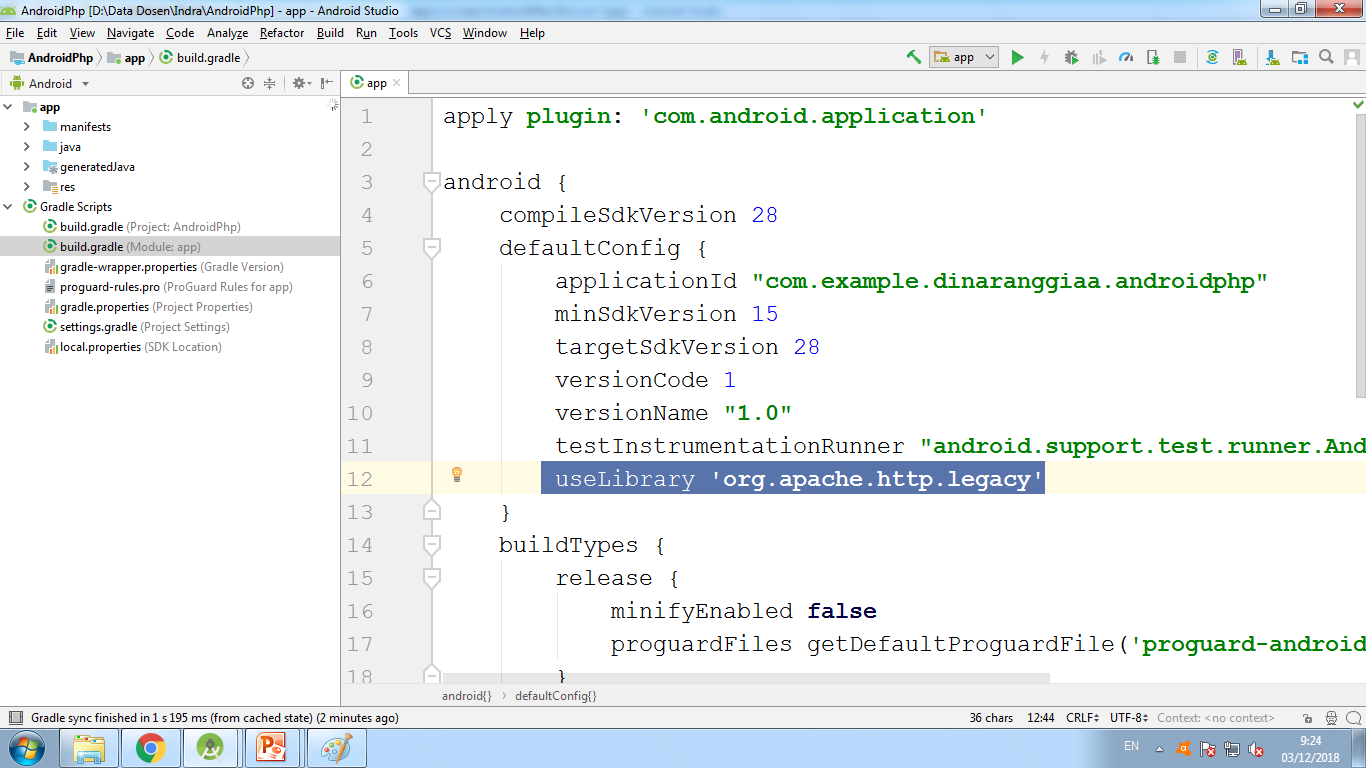 AndroidPhp [D:\Data Dosen\Indra\AndroidPhp] - app - Android Studio
File Edit View Navigate Code Analyze Refactor Build Run Tools VCS Window Help
AndroidPhp app build.gradle
app
Android
app
app
manifests
java
generatedJava
res
Gradle Scripts
build.gradle (Project: AndroidPhp)
build.gradle (Module: app)
gradle-wrapper.properties (Gradle Version)
proguard-rules.pro (ProGuard Rules for app)
gradle.properties (Project Properties)
settings.gradle (Project Settings)
local.properties (SDK Location)
1 apply plugin: 'com.android.application'
2
3 android {
4 compileSdkVersion 28
5 defaultConfig {
6 applicationId "com.example.dinaranggiaa.androidphp"
7 minSdkVersion 15
8 targetSdkVersion 28
9 versionCode 1
10 versionName "1.0"
11 testInstrumentationRunner "android.support.test.runner.And
12 useLibrary 'org.apache.http.legacy'
13 }
14 buildTypes {
15 release {
16 minifyEnabled false
17 proguardFiles getDefaultProguardFile('proguard-android
18 }
android{} defaultConfig{}
Gradle sync finished in 1 s 195 ms (from cached state) (2 minutes ago)
36 chars 12:44 CRLF UTF-8 Context: <no context>
EN
9:24
03/12/2018